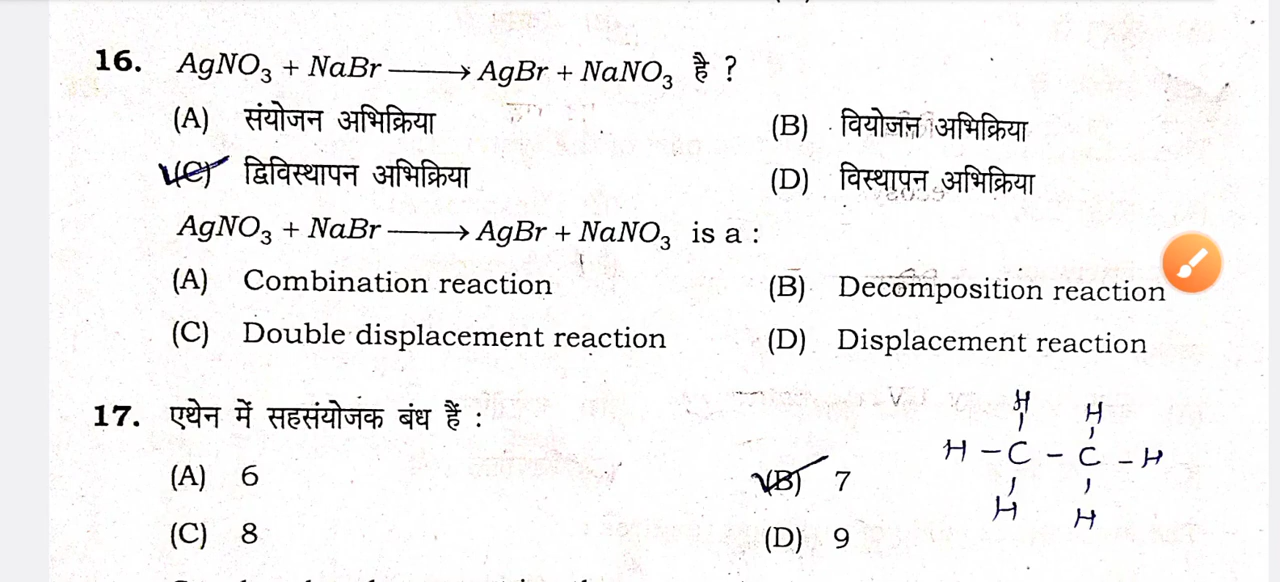 16. AgNO₃ + NaBr ⟶ AgBr + NaNO₃ है ?
(A) संयोजन अभिक्रिया (B) वियोजन अभिक्रिया
(C) द्विविस्थापन अभिक्रिया (D) विस्थापन अभिक्रिया
AgNO₃ + NaBr ⟶ AgBr + NaNO₃ is a :
(A) Combination reaction (B) Decomposition reaction
(C) Double displacement reaction (D) Displacement reaction
17. एथेन में सहसंयोजक बंध हैं :
(A) 6 (B) 7
(C) 8 (D) 9
H H
H - C - C - H
H H